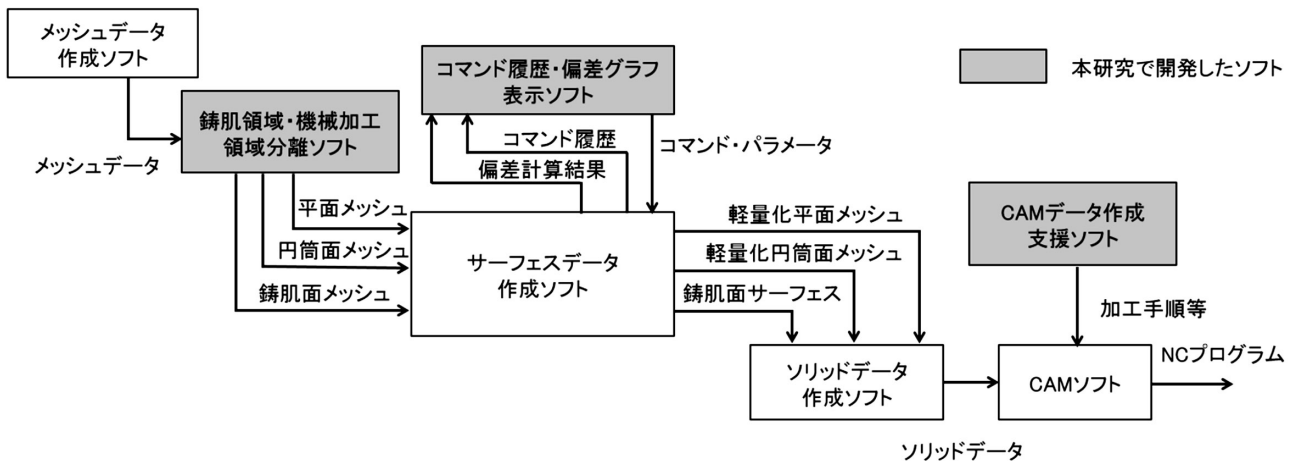 メッシュデータ
作成ソフト
コマンド履歴・偏差グラフ
表示ソフト
本研究で開発したソフト
鋳肌領域・機械加工
領域分離ソフト
メッシュデータ
コマンド履歴
偏差計算結果
コマンド・パラメータ
平面メッシュ
円筒面メッシュ
鋳肌面メッシュ
サーフェスデータ
作成ソフト
軽量化平面メッシュ
軽量化円筒面メッシュ
鋳肌面サーフェス
CAMデータ作成
支援ソフト
加工手順等
ソリッドデータ
作成ソフト
CAMソフト
NCプログラム
ソリッドデータ